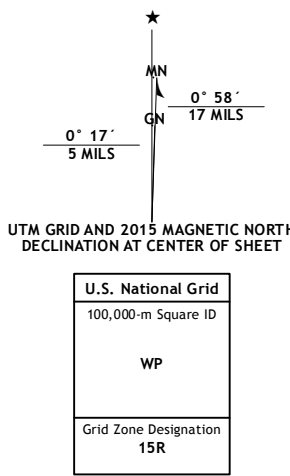 ★
MN
GN
0° 58´
17 MILS
0° 17´
5 MILS
UTM GRID AND 2015 MAGNETIC NORTH
DECLINATION AT CENTER OF SHEET
U.S. National Grid
100,000-m Square ID
WP
Grid Zone Designation
15R